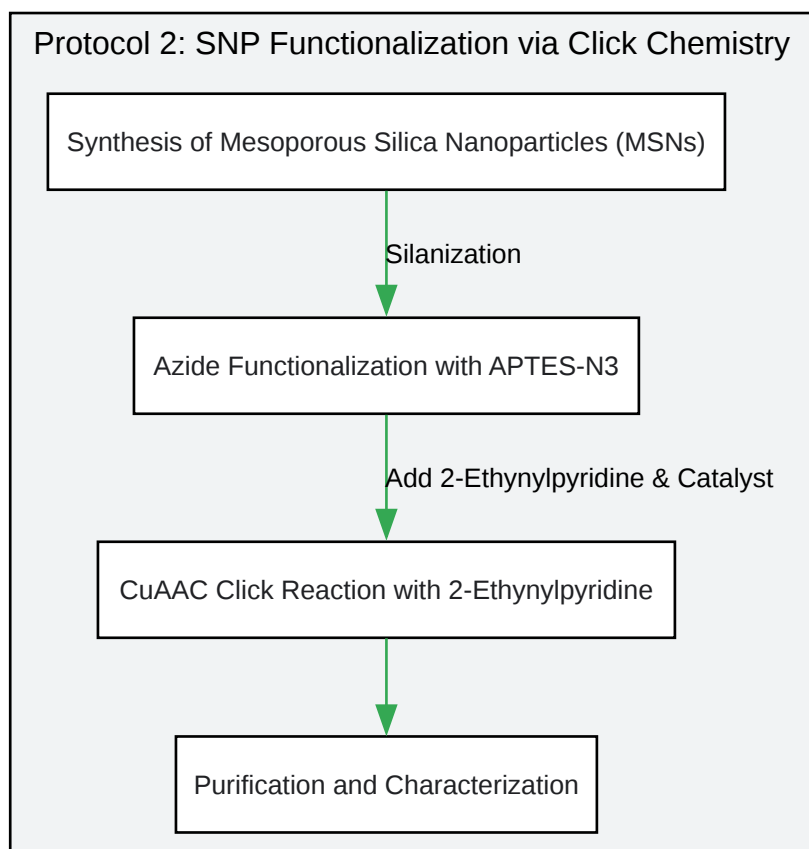 Protocol 2: SNP Functionalization via Click Chemistry
Synthesis of Mesoporous Silica Nanoparticles (MSNs)
Silanization
Azide Functionalization with APTES-N3
Add 2-Ethynylpyridine & Catalyst
CuAAC Click Reaction with 2-Ethynylpyridine
Purification and Characterization